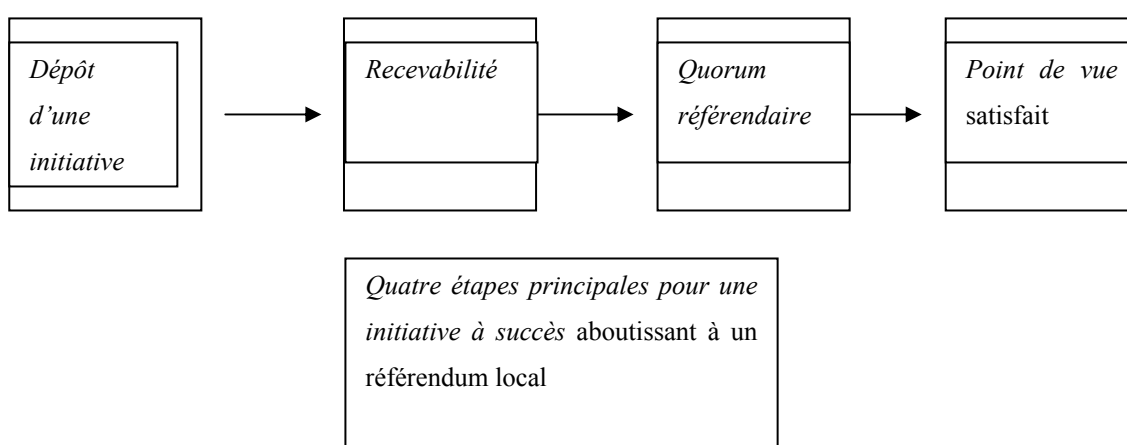 Dépôt
d’une
initiative
Recevabilité
Quorum
référendaire
Point de vue
satisfait
Quatre étapes principales pour une
initiative à succès aboutissant à un
référendum local